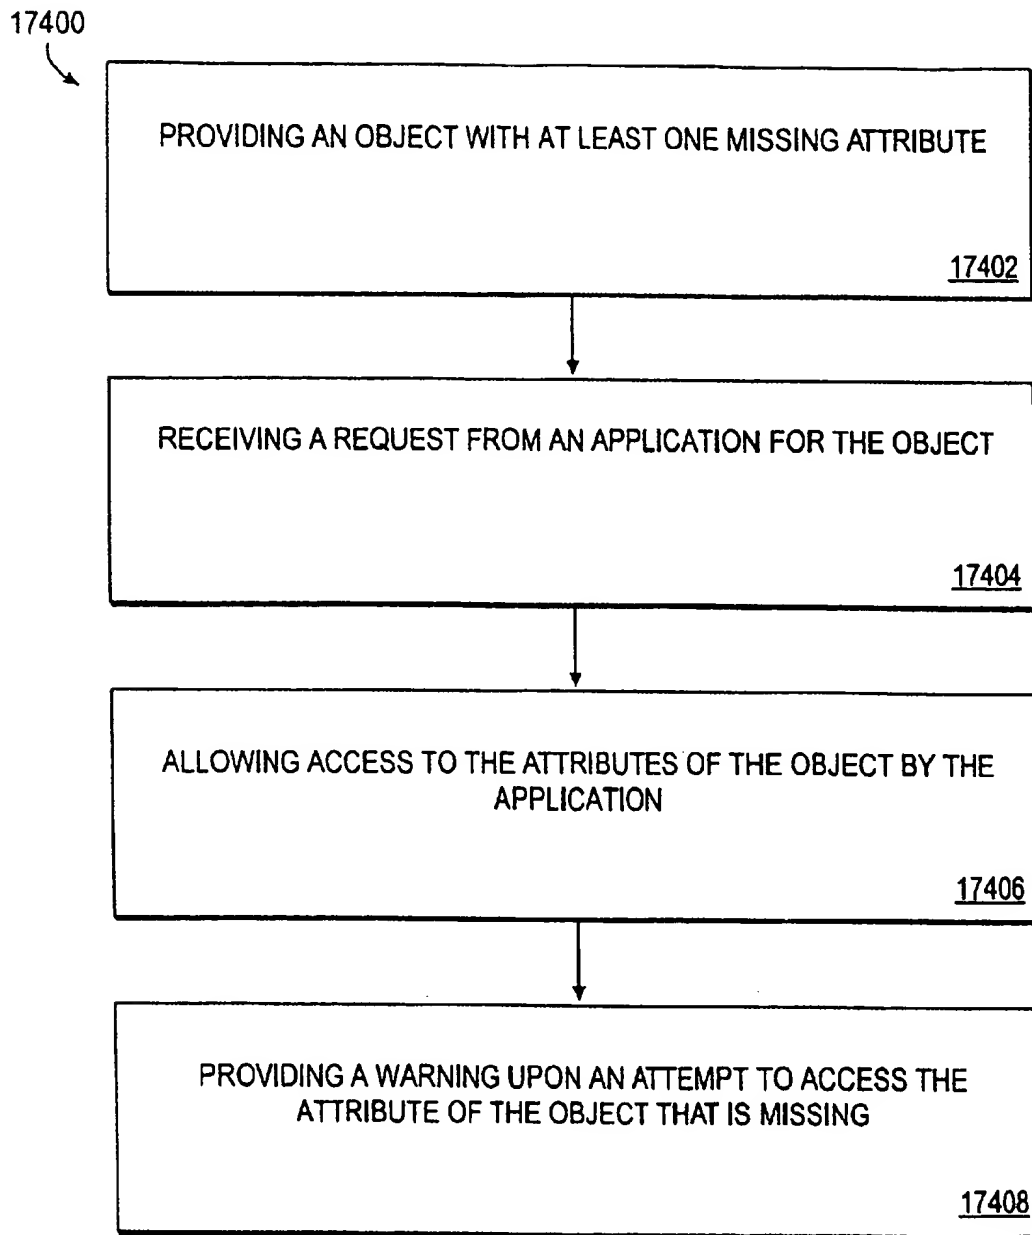 17400
PROVIDING AN OBJECT WITH AT LEAST ONE MISSING ATTRIBUTE
17402
RECEIVING A REQUEST FROM AN APPLICATION FOR THE OBJECT
17404
ALLOWING ACCESS TO THE ATTRIBUTES OF THE OBJECT BY THE
APPLICATION
17406
PROVIDING A WARNING UPON AN ATTEMPT TO ACCESS THE
ATTRIBUTE OF THE OBJECT THAT IS MISSING
17408